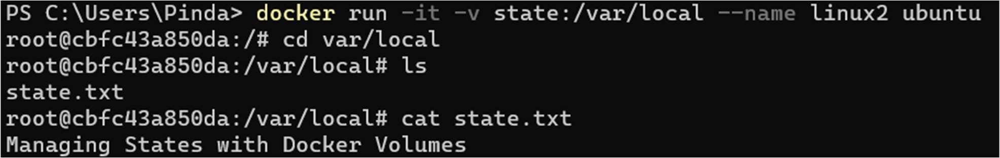 PS C:\Users\Pinda> docker run -it -v state:/var/local --name linux2 ubuntu
root@cbfc43a850da:/# cd var/local
root@cbfc43a850da:/var/local# ls
state.txt
root@cbfc43a850da:/var/local# cat state.txt
Managing States with Docker Volumes